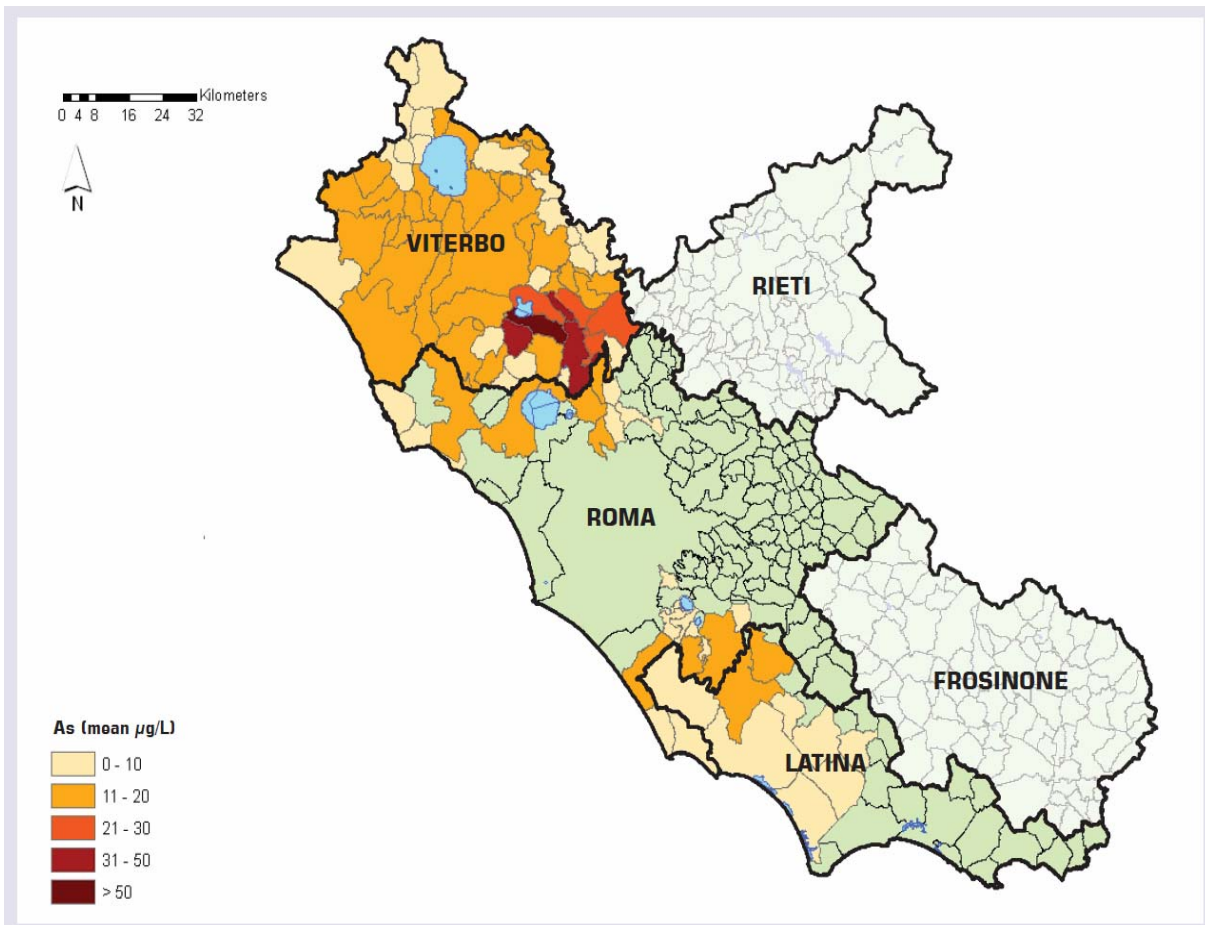 Kilometers
0 4 8 16 24 32
N
VITERBO
RIETI
ROMA
FROSINONE
LATINA
As (mean µg/L)
0 - 10
11 - 20
21 - 30
31 - 50
> 50